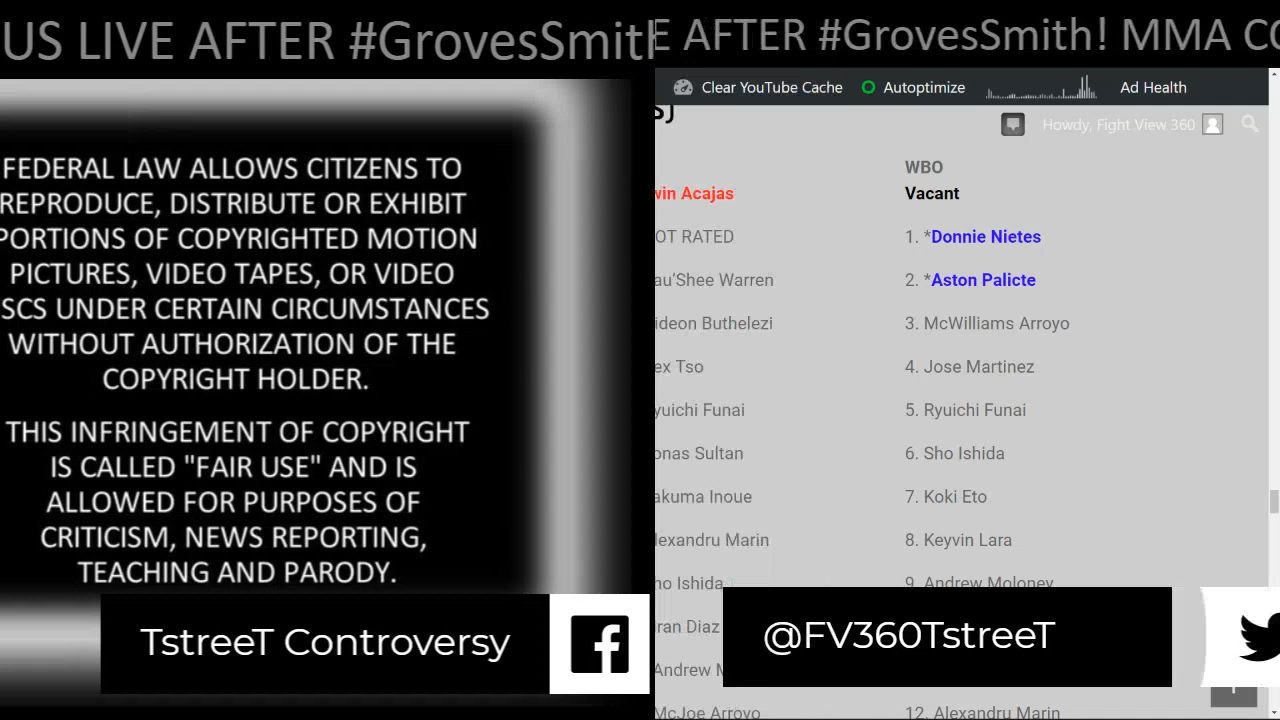 US LIVE AFTER #GrovesSmith
E AFTER #GrovesSmith! MMA CO
FEDERAL LAW ALLOWS CITIZENS TO
REPRODUCE, DISTRIBUTE OR EXHIBIT
PORTIONS OF COPYRIGHTED MOTION
PICTURES, VIDEO TAPES, OR VIDEO
SCS UNDER CERTAIN CIRCUMSTANCES
WITHOUT AUTHORIZATION OF THE
COPYRIGHT HOLDER.
THIS INFRINGEMENT OF COPYRIGHT
IS CALLED "FAIR USE" AND IS
ALLOWED FOR PURPOSES OF
CRITICISM, NEWS REPORTING,
TEACHING AND PARODY.
TstreeT Controversy
Clear YouTube Cache Autoptimize Ad Health
Howdy, Fight View 360
win Acajas
OT RATED
au'Shee Warren
ideon Buthelezi
ex Tso
yuichi Funai
onas Sultan
akuma Inoue
lexandru Marin
ho Ishida
ran Diaz
Andrew M
McJoe Arroyo
WBO
Vacant
1. *Donnie Nietes
2. *Aston Palicte
3. McWilliams Arroyo
4. Jose Martinez
5. Ryuichi Funai
6. Sho Ishida
7. Koki Eto
8. Keyvin Lara
9. Andrew Moloney
12. Alexandru Marin
@FV360TstreeT